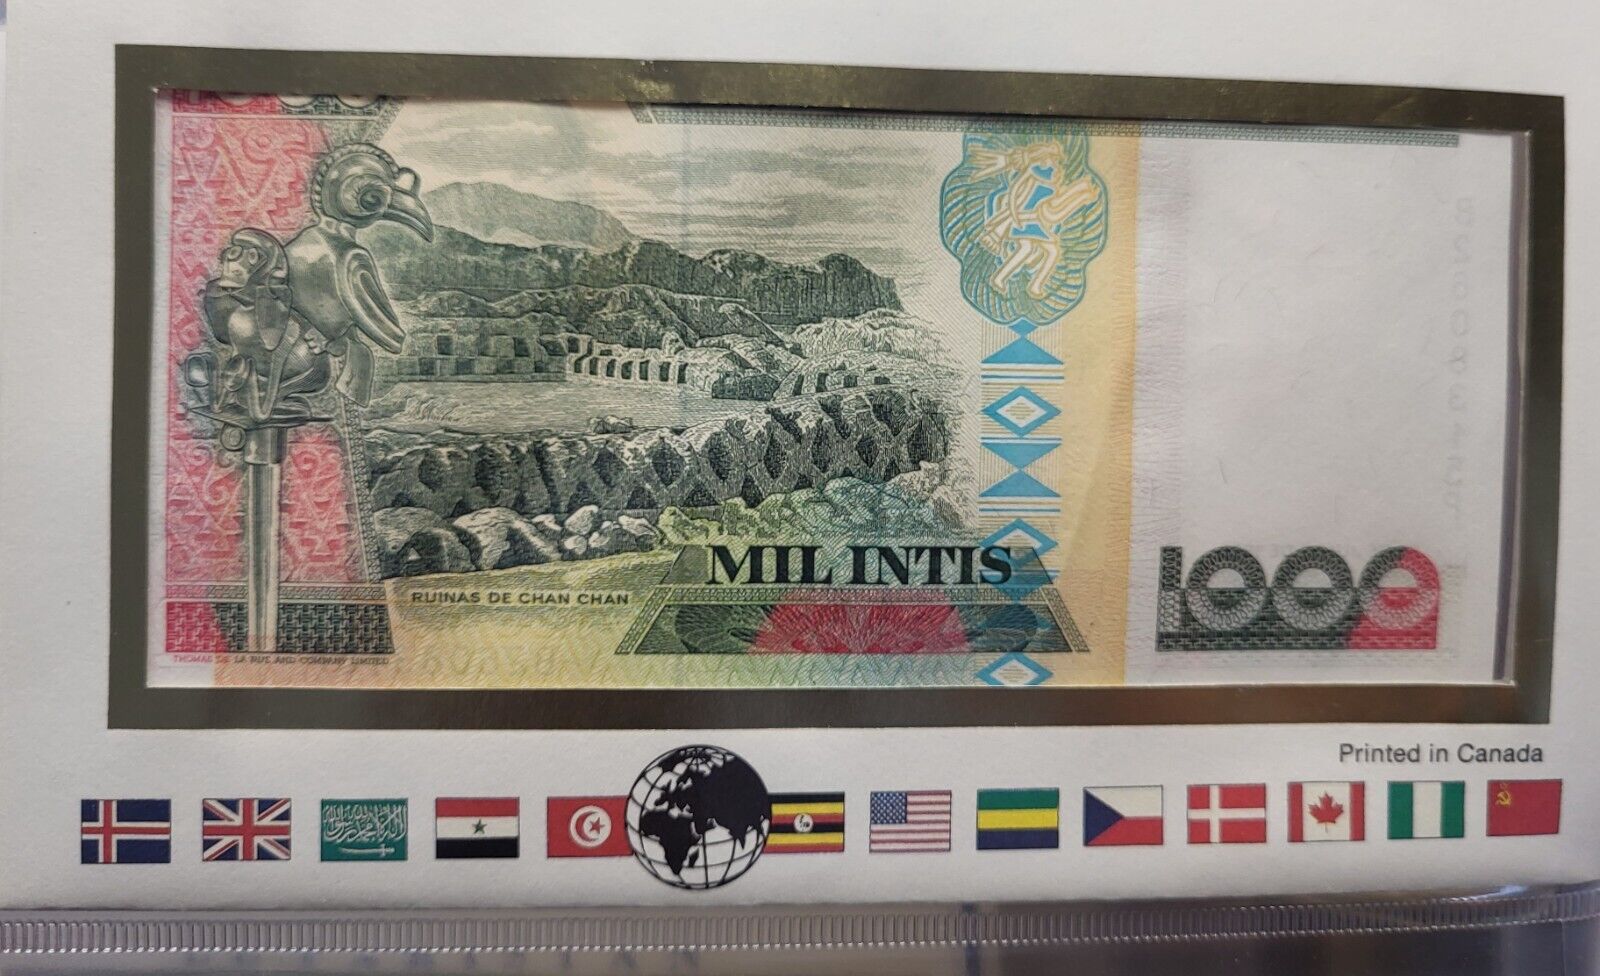 MIL INTIS
RUINAS DE CHAN CHAN
1000
THOMAS DE LA RUE AND COMPANY LIMITED
Printed in Canada